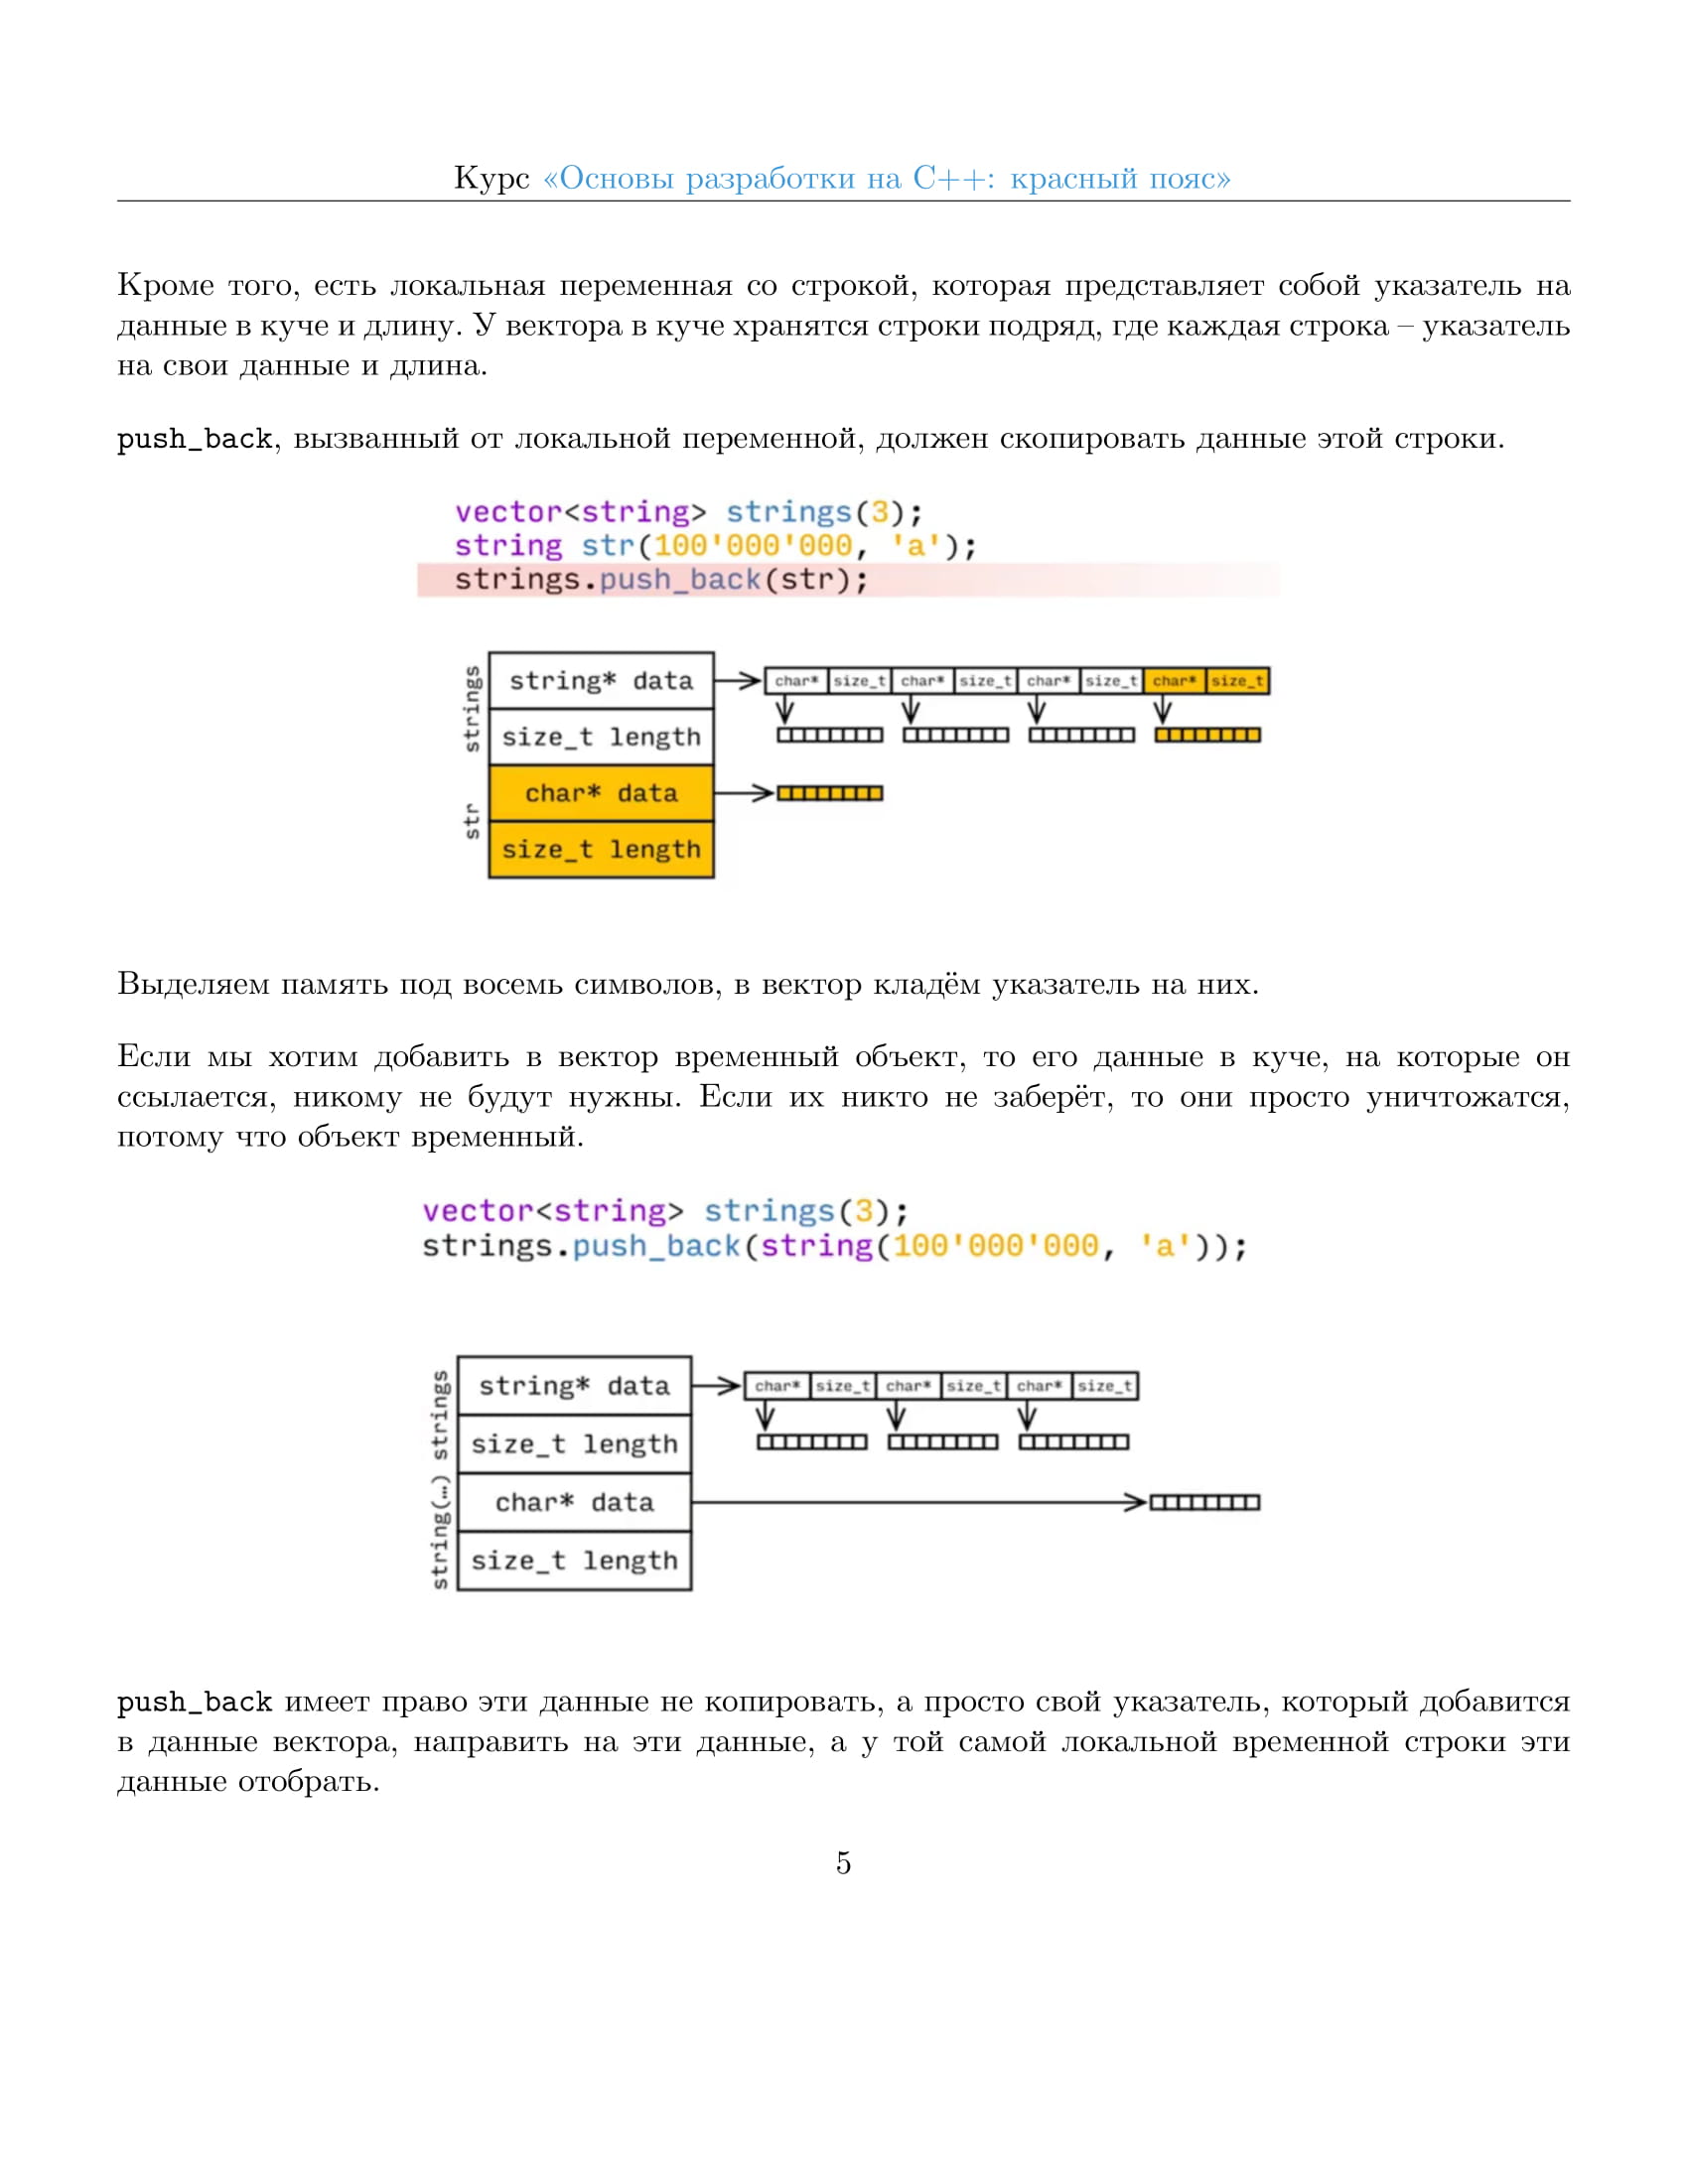 Курс «Основы разработки на C++: красный пояс»
Кроме того, есть локальная переменная со строкой, которая представляет собой указатель на
данные в куче и длину. У вектора в куче хранятся строки подряд, где каждая строка – указатель
на свои данные и длина.
push_back, вызванный от локальной переменной, должен скопировать данные этой строки.
vector<string> strings(3);
string str(100'000'000, 'a');
strings.push_back(str);
strings
string* data
char* size_t char* size_t char* size_t char* size_t
size_t length
str
char* data
size_t length
Выделяем память под восемь символов, в вектор кладём указатель на них.
Если мы хотим добавить в вектор временный объект, то его данные в куче, на которые он
ссылается, никому не будут нужны. Если их никто не заберёт, то они просто уничтожатся,
потому что объект временный.
vector<string> strings(3);
strings.push_back(string(100'000'000, 'a'));
strings
string* data
char* size_t char* size_t char* size_t
size_t length
string(…)
char* data
size_t length
push_back имеет право эти данные не копировать, а просто свой указатель, который добавится
в данные вектора, направить на эти данные, а у той самой локальной временной строки эти
данные отобрать.
5